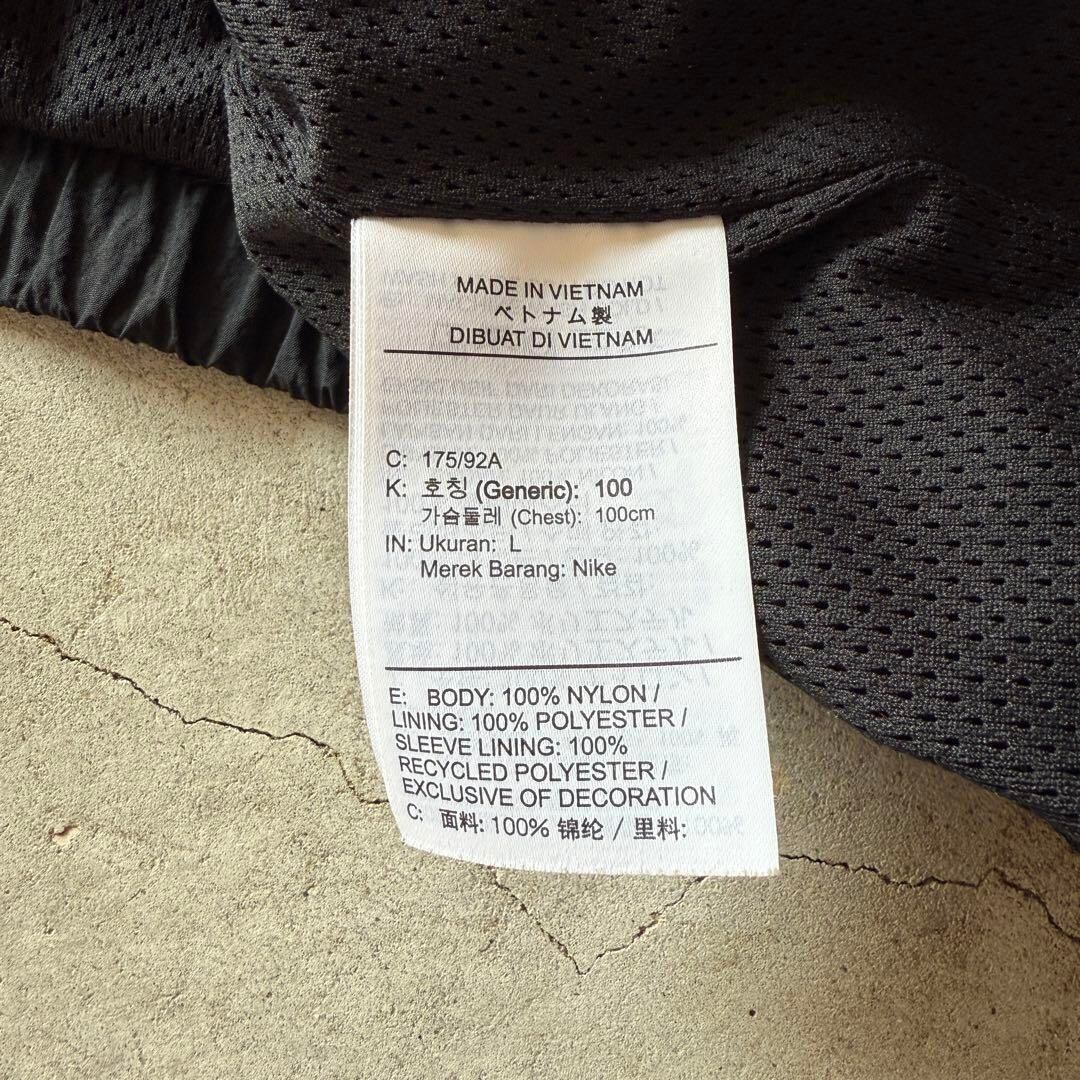 MADE IN VIETNAM
ベトナム製
DIBUAT DI VIETNAM
C: 175/92A
K: 호칭 (Generic): 100
가슴둘레 (Chest): 100cm
IN: Ukuran: L
Merek Barang: Nike
E: BODY: 100% NYLON /
LINING: 100% POLYESTER /
SLEEVE LINING: 100%
RECYCLED POLYESTER /
EXCLUSIVE OF DECORATION
C: 面料: 100% 锦纶 / 里料: